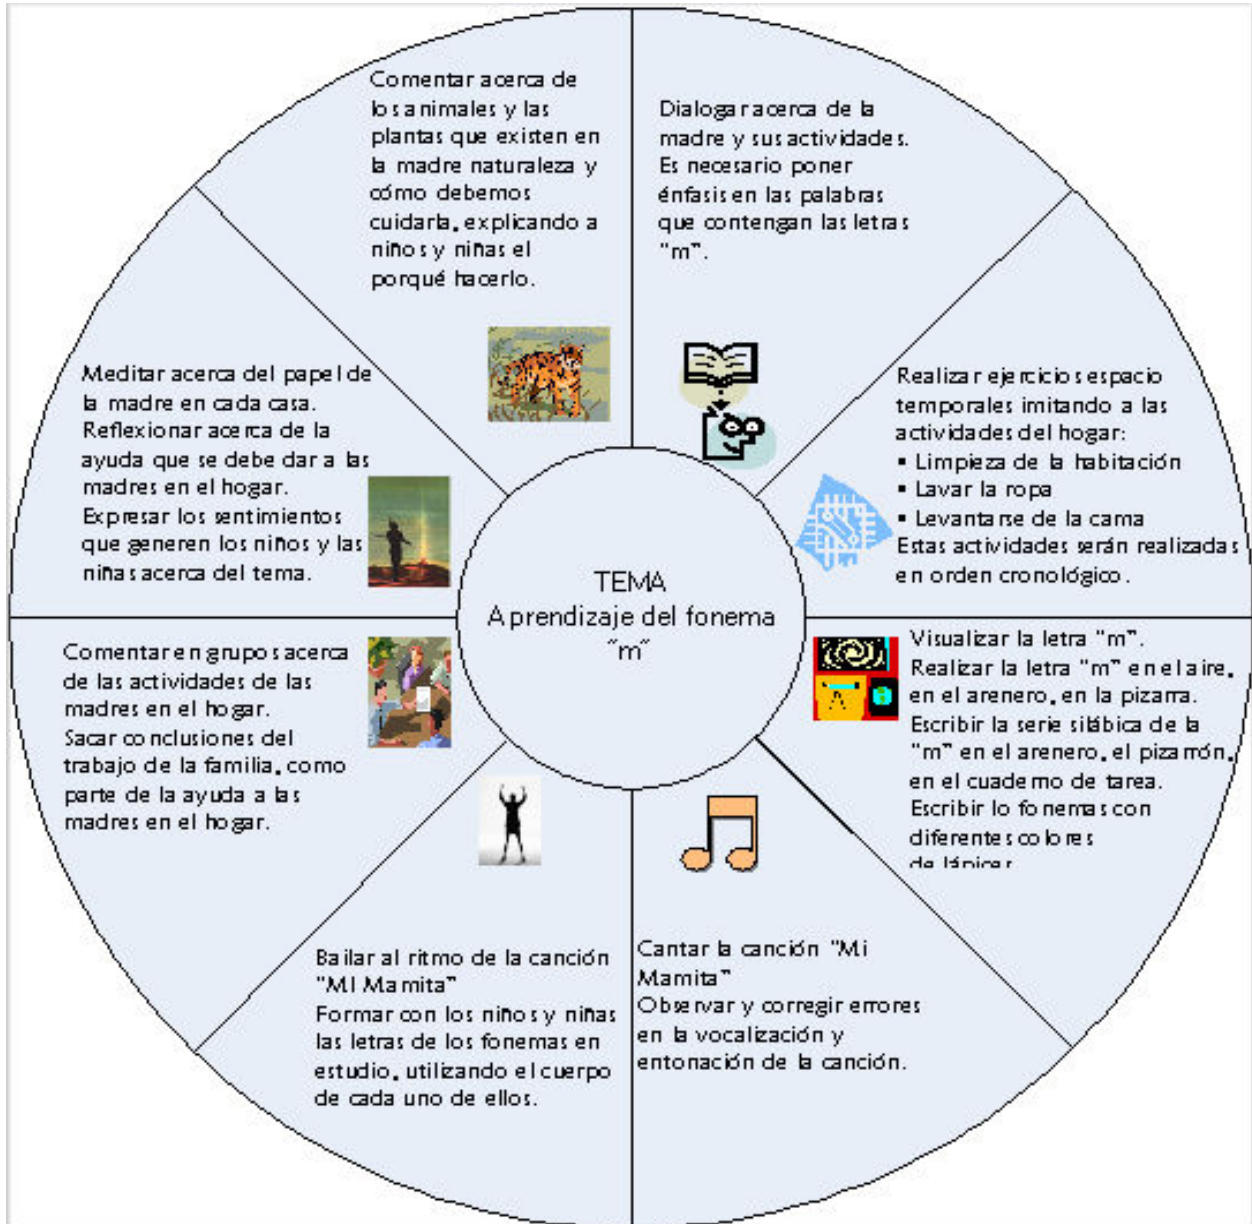 Comentar acerca de
los animales y las
plantas que existen en
la madre naturaleza y
cómo debemos
cuidarla, explicando a
niños y niñas el
porqué hacerlo.
Dialogar acerca de la
madre y sus actividades.
Es necesario poner
énfasis en las palabras
que contengan las letras
"m".
Realizar ejercicios espacio
temporales imitando a las
actividades del hogar:
▪ Limpieza de la habitación
▪ Lavar la ropa
▪ Levantarse de la cama
Estas actividades serán realizadas
en orden cronológico.
Visualizar la letra "m".
Realizar la letra "m" en el aire,
en el arenero, en la pizarra.
Escribir la serie silábica de la
"m" en el arenero, el pizarrón,
en el cuaderno de tarea.
Escribir lo fonemas con
diferentes colores
de lápices
Cantar la canción "Mi
Mamita"
Observar y corregir errores
en la vocalización y
entonación de la canción.
Bailar al ritmo de la canción
"MI Mamita"
Formar con los niños y niñas
las letras de los fonemas en
estudio, utilizando el cuerpo
de cada uno de ellos.
Comentar en grupos acerca
de las actividades de las
madres en el hogar.
Sacar conclusiones del
trabajo de la familia, como
parte de la ayuda a las
madres en el hogar.
Meditar acerca del papel de
la madre en cada casa.
Reflexionar acerca de la
ayuda que se debe dar a las
madres en el hogar.
Expresar los sentimientos
que generen los niños y las
niñas acerca del tema.
TEMA
Aprendizaje del fonema
"m"